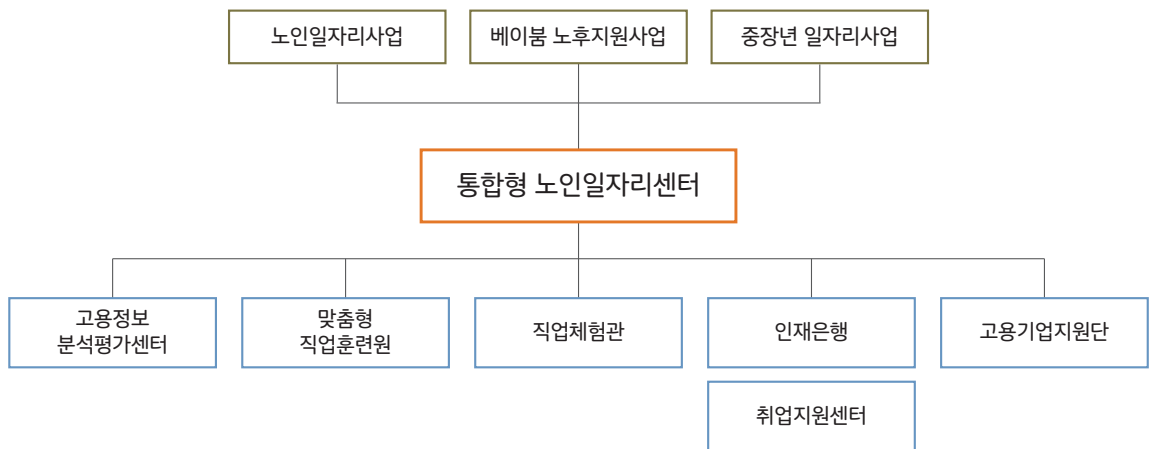 노인일자리사업
베이붐 노후지원사업
중장년 일자리사업
통합형 노인일자리센터
고용정보
분석평가센터
맞춤형
직업훈련원
직업체험관
인재은행
고용기업지원단
취업지원센터